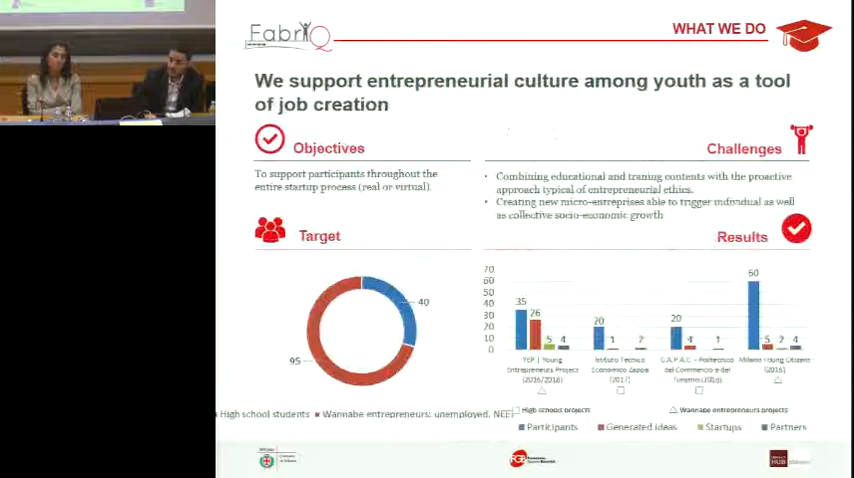 FabriQ
WHAT WE DO
We support entrepreneurial culture among youth as a tool
of job creation
Objectives
To support participants throughout the
entire startup process (real or virtual).
Challenges
• Combining educational and traning contents with the proactive
approach typical of entrepreneurial ethics.
• Creating new micro-entreprises able to trigger individual as well
as collective socio-economic growth
Target
40
95
High school students ▪ Wannabe entrepreneurs: unemployed, NEET
Results
70
60
50
40
30
20
10
0
35
26
5
4
20
1
2
20
4
1
60
5
2
4
YEP | Young
Entrepreneurs Project
(2016/2018)
Istituto Tecnico
Economico Zappa
(2017)
C.A.P.A.C. - Politecnico
del Commercio e del
Turismo (2016)
Milano Young Citizens
(2016)
High schools projects
Wannabe entrepreneurs projects
Participants
Generated ideas
Startups
Partners
FGB
HUB